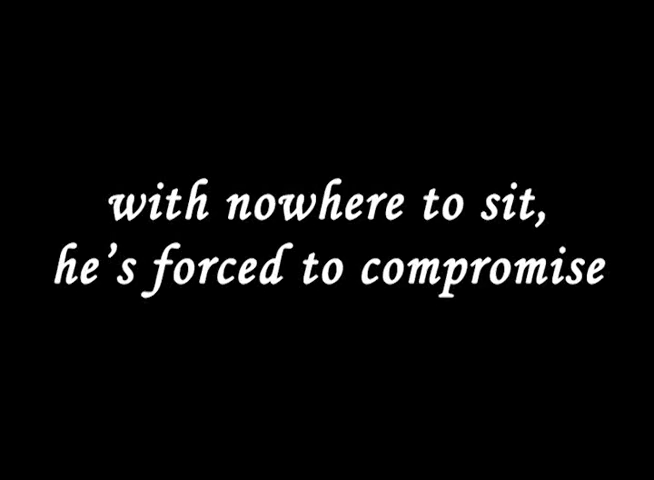 with nowhere to sit,
he’s forced to compromise